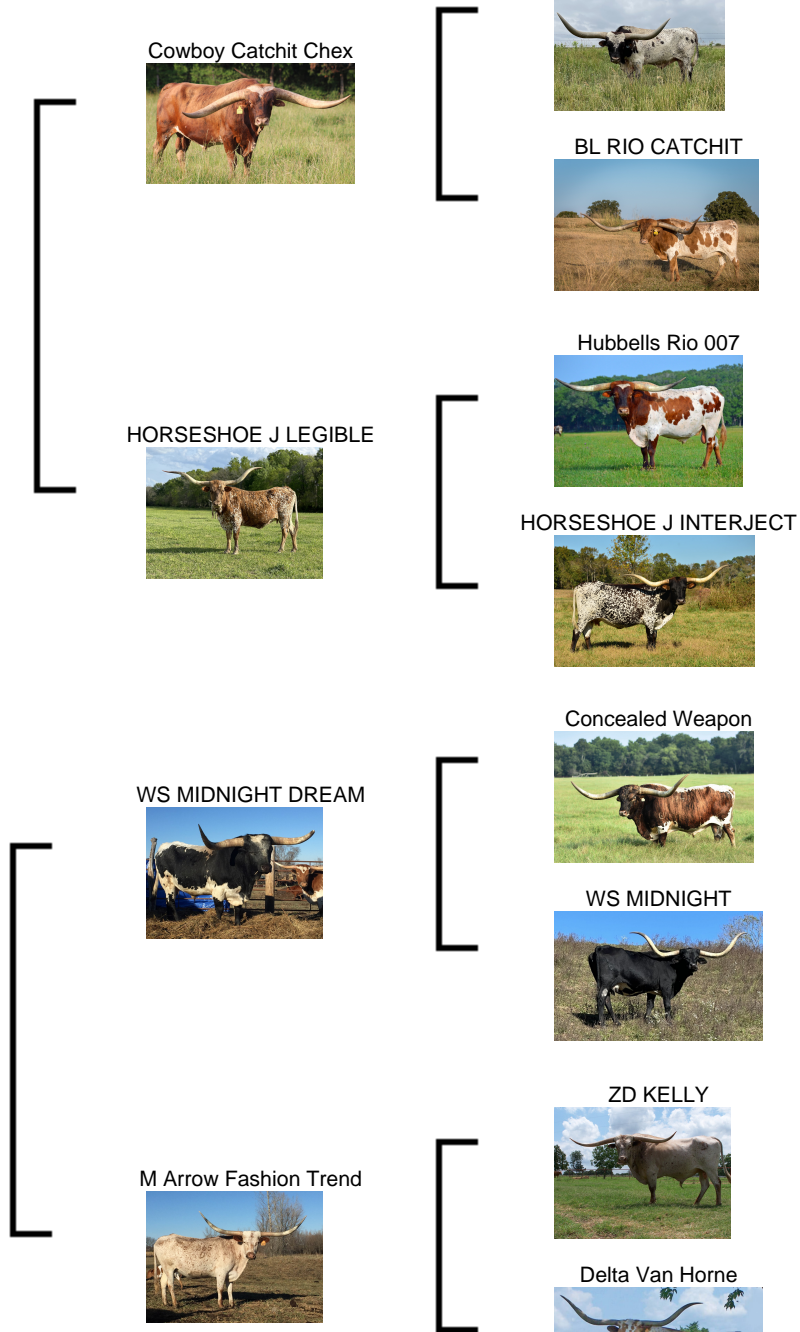 Cowboy Catchit Chex
BL RIO CATCHIT
Hubbells Rio 007
HORSESHOE J LEGIBLE
HORSESHOE J INTERJECT
Concealed Weapon
WS MIDNIGHT DREAM
WS MIDNIGHT
ZD KELLY
M Arrow Fashion Trend
Delta Van Horne